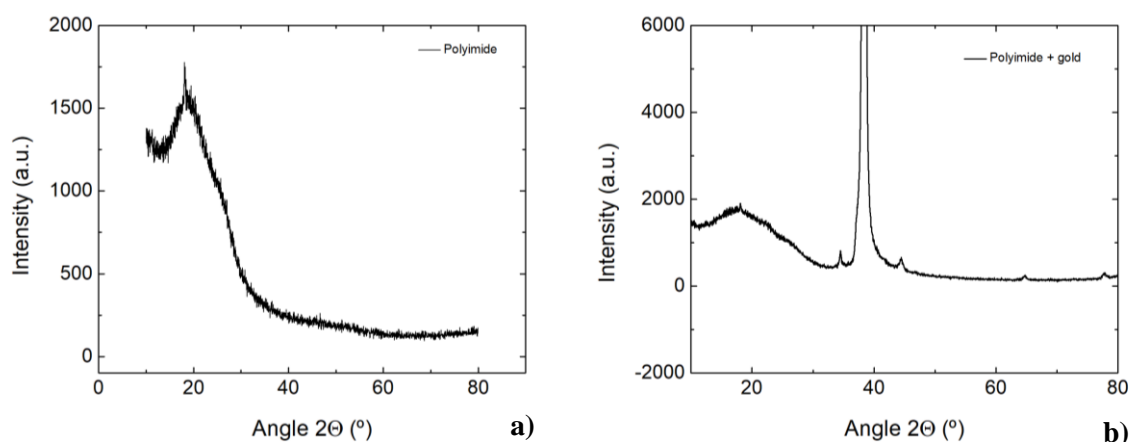 2000
1500
1000
500
0
Intensity (a.u.)
Polyimide
0 20 40 60 80
Angle 2Θ (º)
a)
6000
4000
2000
0
-2000
Intensity (a.u.)
Polyimide + gold
20 40 60 80
Angle 2Θ (º)
b)